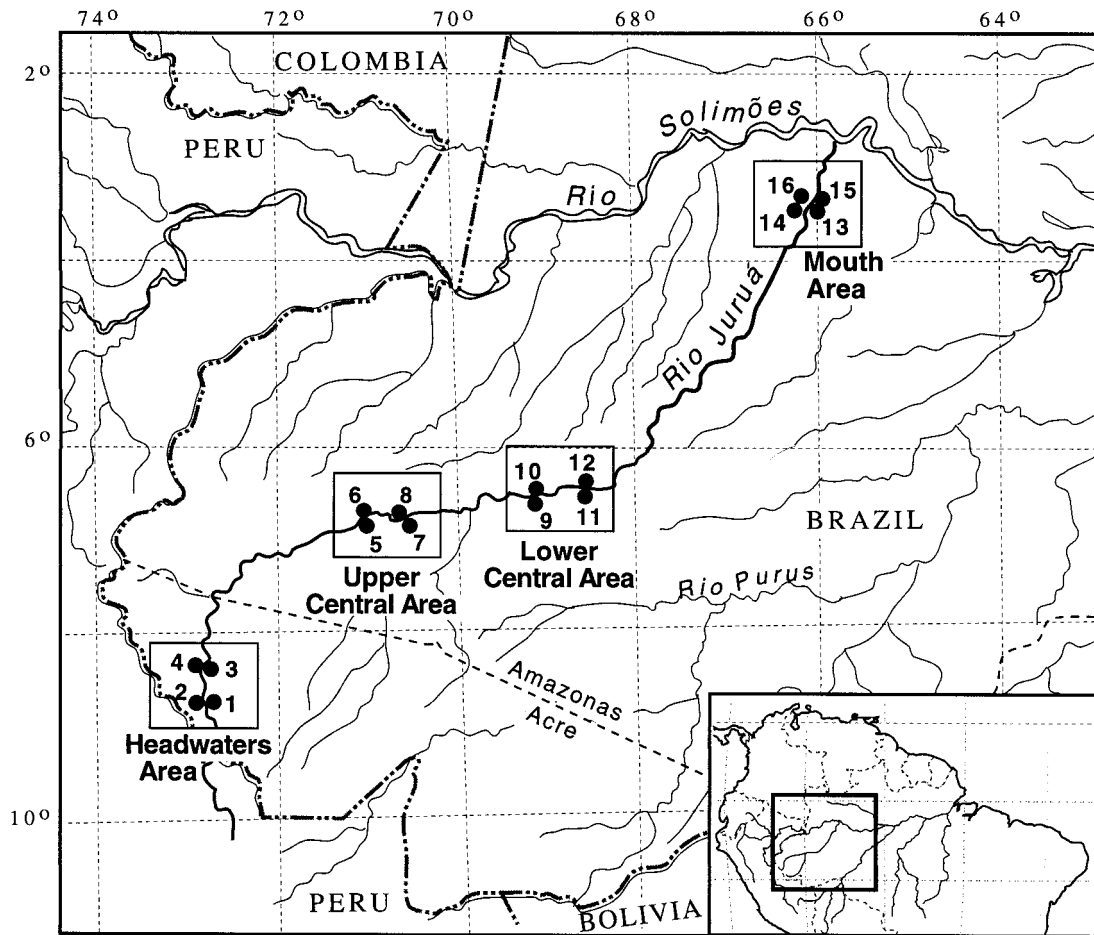 74° 72° 70° 68° 66° 64°
2°
COLOMBIA
PERU
Rio Solimões
16 15
14 13
Mouth
Area
Rio Juruá
6°
10 12
9 11
Lower
Central Area
6 8
5 7
Upper
Central Area
BRAZIL
Rio Purus
4 3
2 1
Headwaters
Area
Amazonas
Acre
10°
PERU
BOLIVIA